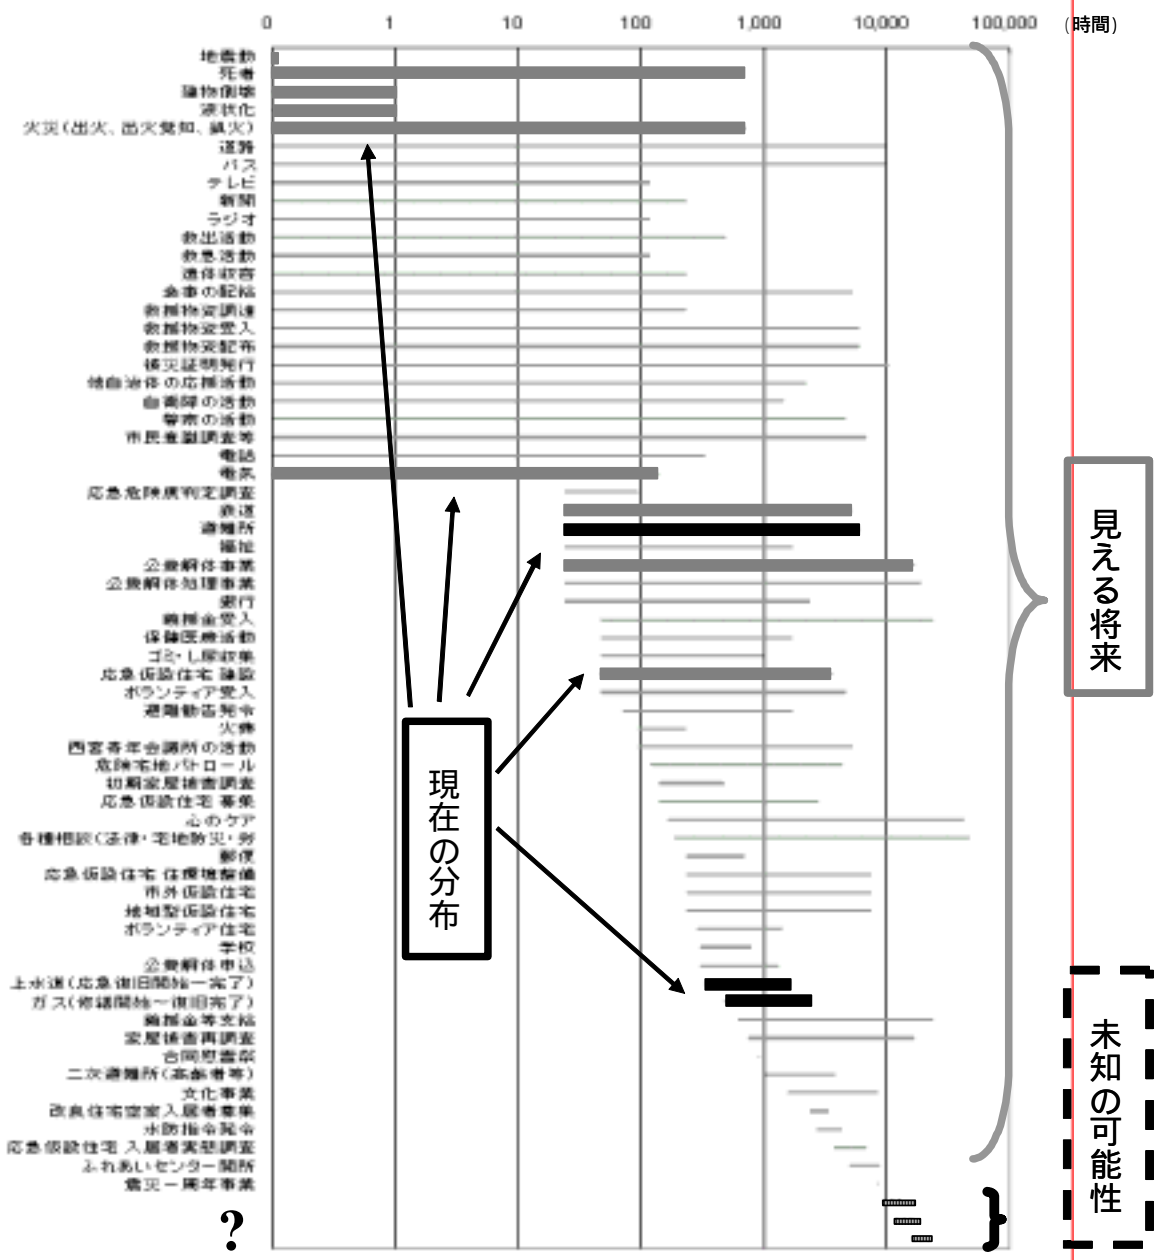 0 1 10 100 1,000 10,000 100,000 (時間)
地震動
死者
建物倒壊
液状化
火災(出火、出火覚知、鎮火)
道路
バス
テレビ
新聞
ラジオ
救出活動
救急活動
遺体収容
食事の配給
救援物資調達
救援物資受入
救援物資配布
被災証明発行
他自治体の応援活動
自衛隊の活動
警察の活動
市民意識調査等
電話
電気
応急危険度判定調査
鉄道
避難所
福祉
公費解体事業
公費解体処理事業
銀行
義援金受入
保健医療活動
ゴミ・し尿収集
応急仮設住宅 建設
ボランティア受入
避難勧告発令
火葬
西宮青年会議所の活動
危険宅地パトロール
初期家屋被害調査
応急仮設住宅 募集
心のケア
各種相談(法律・宅地防災・労
郵便
応急仮設住宅 住環境整備
市外仮設住宅
地域型仮設住宅
ボランティア住宅
学校
公費解体申込
上水道(応急復旧開始ー完了)
ガス(修繕開始〜復旧完了)
義援金等支給
家屋被害再調査
合同慰霊祭
二次避難所(高齢者等)
文化事業
改良住宅空室入居者募集
水防指令発令
応急仮設住宅 入居者実態調査
ふれあいセンター開所
震災一周年事業
?
現在の分布
見える将来
未知の可能性